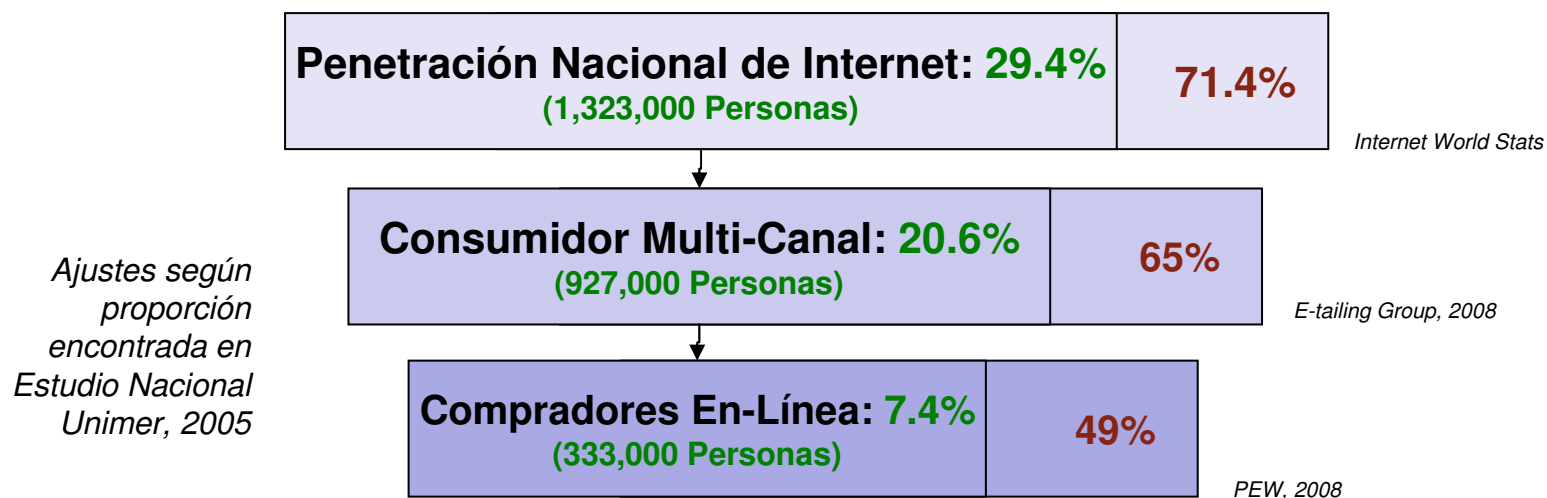 Penetración Nacional de Internet: 29.4%
(1,323,000 Personas)
71.4%
Internet World Stats
Consumidor Multi-Canal: 20.6%
(927,000 Personas)
65%
E-tailing Group, 2008
Ajustes según
proporción
encontrada en
Estudio Nacional
Unimer, 2005
Compradores En-Línea: 7.4%
(333,000 Personas)
49%
PEW, 2008